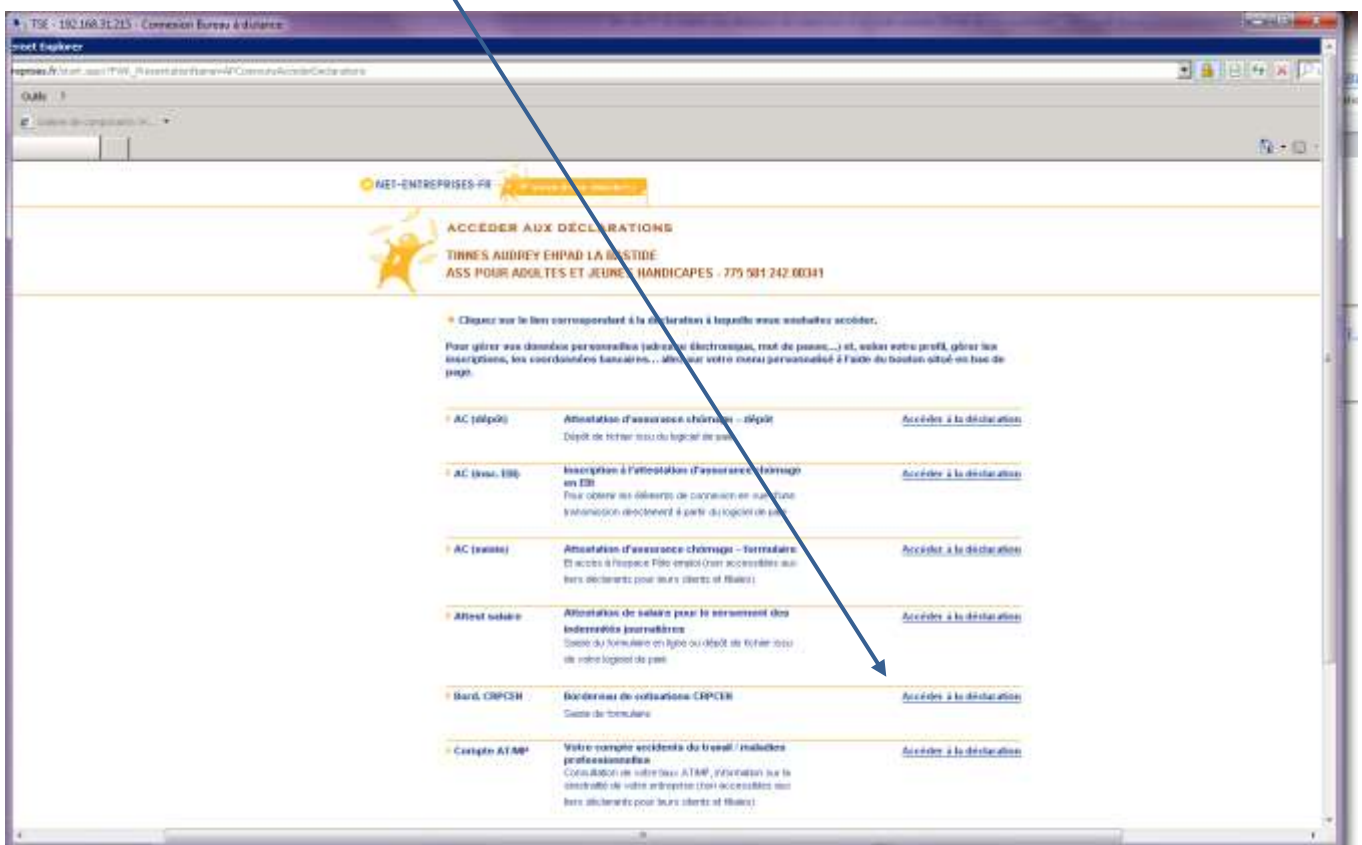 TSE - 192.168.31.215 - Connexion Bureau à distance
ernet Explorer
Outils ?
NET-ENTREPRISES-FR
ACCÉDER AUX DÉCLARATIONS
TINNES AUDREY EHPAD LA BASTIDE
ASS POUR ADULTES ET JEUNES HANDICAPES - 775 581 242 00341
Cliquez sur le lien correspondant à la déclaration à laquelle vous souhaitez accéder.
Pour gérer vos données personnelles (adresse électronique, mot de passe...) et, selon votre profil, gérer les
inscriptions, les coordonnées bancaires... allez sur votre menu personnalisé à l'aide du bouton situé en bas de
page.
AC (dépôt) Attestation d'assurance chômage – dépôt Accéder à la déclaration
Dépôt de fichier issu du logiciel de paie
AC (insc. EBI) Inscription à l'attestation d'assurance chômage Accéder à la déclaration
en EBI
Pour obtenir les éléments de connexion en vue d'une
transmission directement à partir du logiciel de paie
AC (saisie) Attestation d'assurance chômage – formulaire Accéder à la déclaration
Et accès à l'espace Pôle emploi (non accessibles aux
tiers déclarants pour leurs clients et filiales)
Attest salaire Attestation de salaire pour le versement des Accéder à la déclaration
indemnités journalières
Saisie du formulaire en ligne ou dépôt de fichier issu
de votre logiciel de paie
Bord. CRPCEN Bordereau de cotisations CRPCEN Accéder à la déclaration
Saisie de formulaire
Compte AT/MP Votre compte accidents du travail / maladies Accéder à la déclaration
professionnelles
Consultation de votre taux AT/MP, information sur la
sinistralité de votre entreprise (non accessibles aux
tiers déclarants pour leurs clients et filiales)